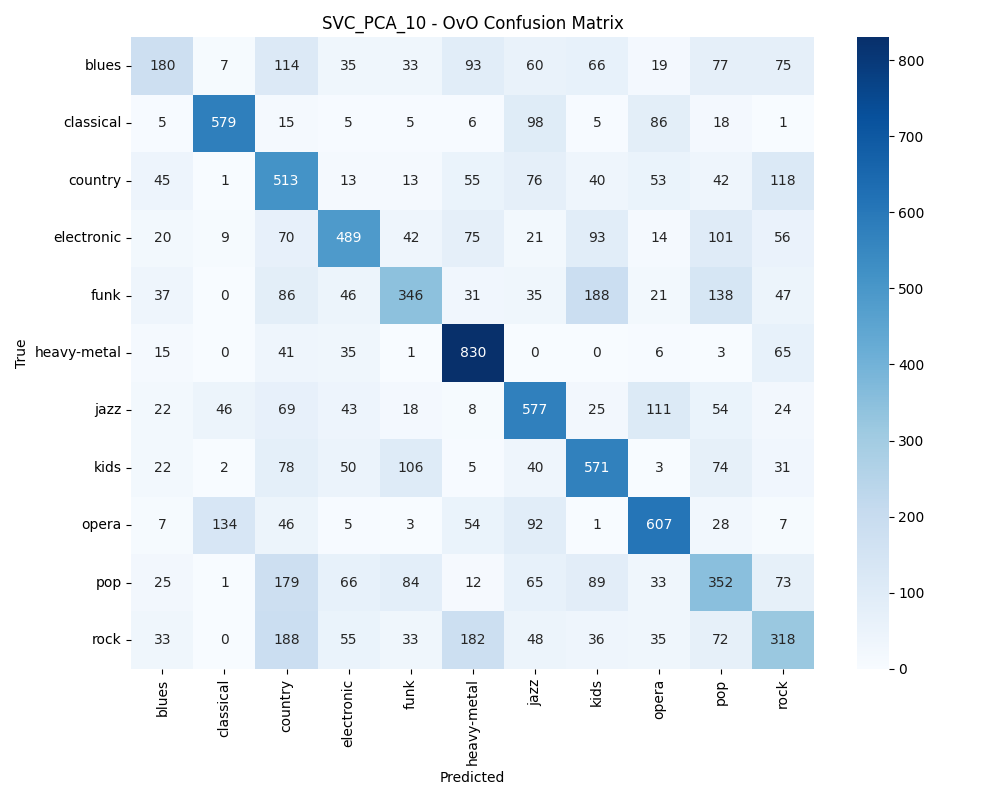 SVC_PCA_10 - OvO Confusion Matrix
blues 180 7 114 35 33 93 60 66 19 77 75
classical 5 579 15 5 5 6 98 5 86 18 1
country 45 1 513 13 13 55 76 40 53 42 118
electronic 20 9 70 489 42 75 21 93 14 101 56
funk 37 0 86 46 346 31 35 188 21 138 47
heavy-metal 15 0 41 35 1 830 0 0 6 3 65
jazz 22 46 69 43 18 8 577 25 111 54 24
kids 22 2 78 50 106 5 40 571 3 74 31
opera 7 134 46 5 3 54 92 1 607 28 7
pop 25 1 179 66 84 12 65 89 33 352 73
rock 33 0 188 55 33 182 48 36 35 72 318
True
blues classical country electronic funk heavy-metal jazz kids opera pop rock
Predicted
800
700
600
500
400
300
200
100
0